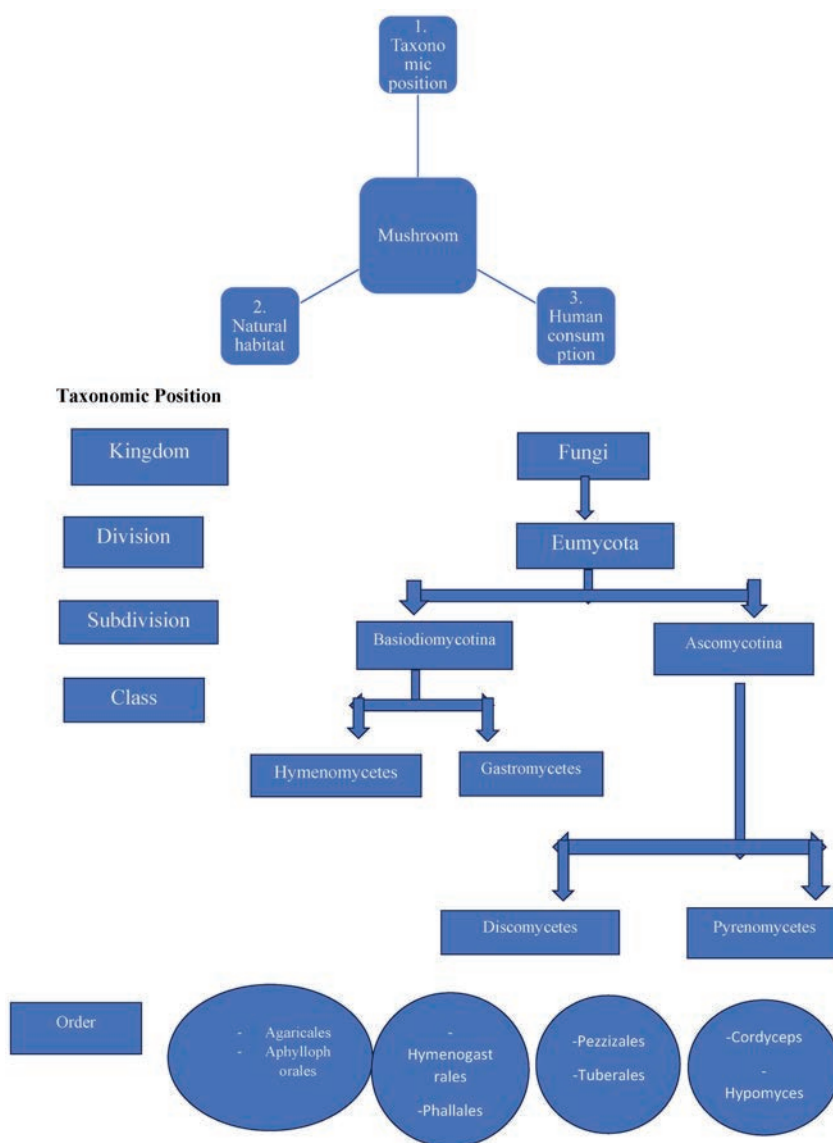 1.
Taxono
mic
position
Mushroom
2.
Natural
habitat
3.
Human
consum
ption
Taxonomic Position
Kingdom
Fungi
Division
Eumycota
Subdivision
Basiodiomycotina
Ascomycotina
Class
Hymenomycetes
Gastromycetes
Discomycetes
Pyrenomycetes
Order
- Agaricales
- Aphylloph
orales
-
Hymenogast
rales
-Phallales
-Pezzizales
-Tuberales
-Cordyceps
-
Hypomyces